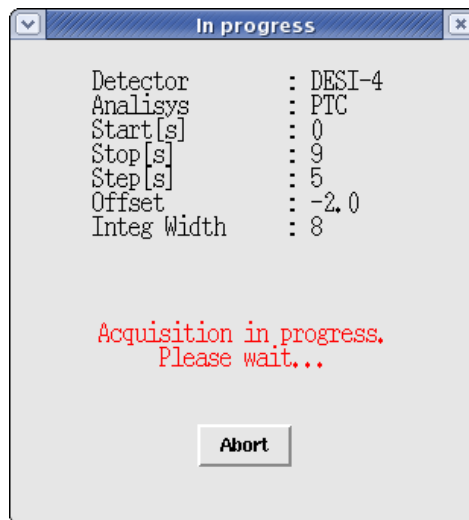 In progress
Detector : DESI-4
Analisys : PTC
Start[s] : 0
Stop[s] : 9
Step[s] : 5
Offset : -2.0
Integ Width : 8
Acquisition in progress.
Please wait...
Abort